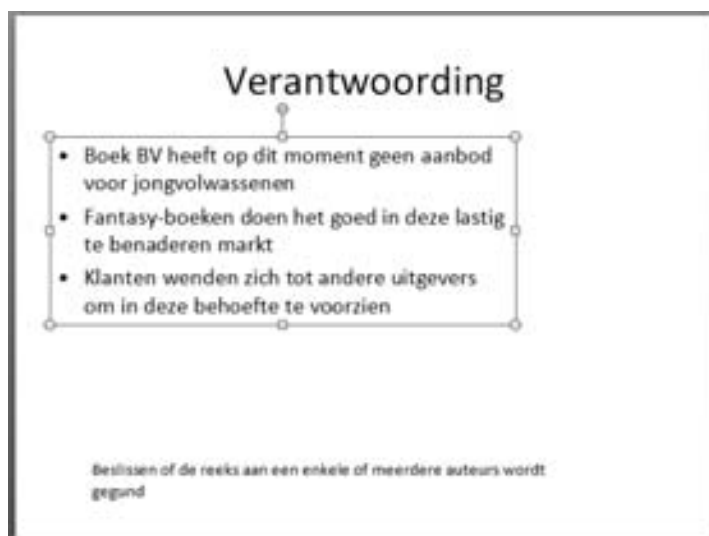 Verantwoording
• Boek BV heeft op dit moment geen aanbod
voor jongvolwassenen
• Fantasy-boeken doen het goed in deze lastig
te benaderen markt
• Klanten wenden zich tot andere uitgevers
om in deze behoefte te voorzien
Beslissen of de reeks aan een enkele of meerdere auteurs wordt
gegund